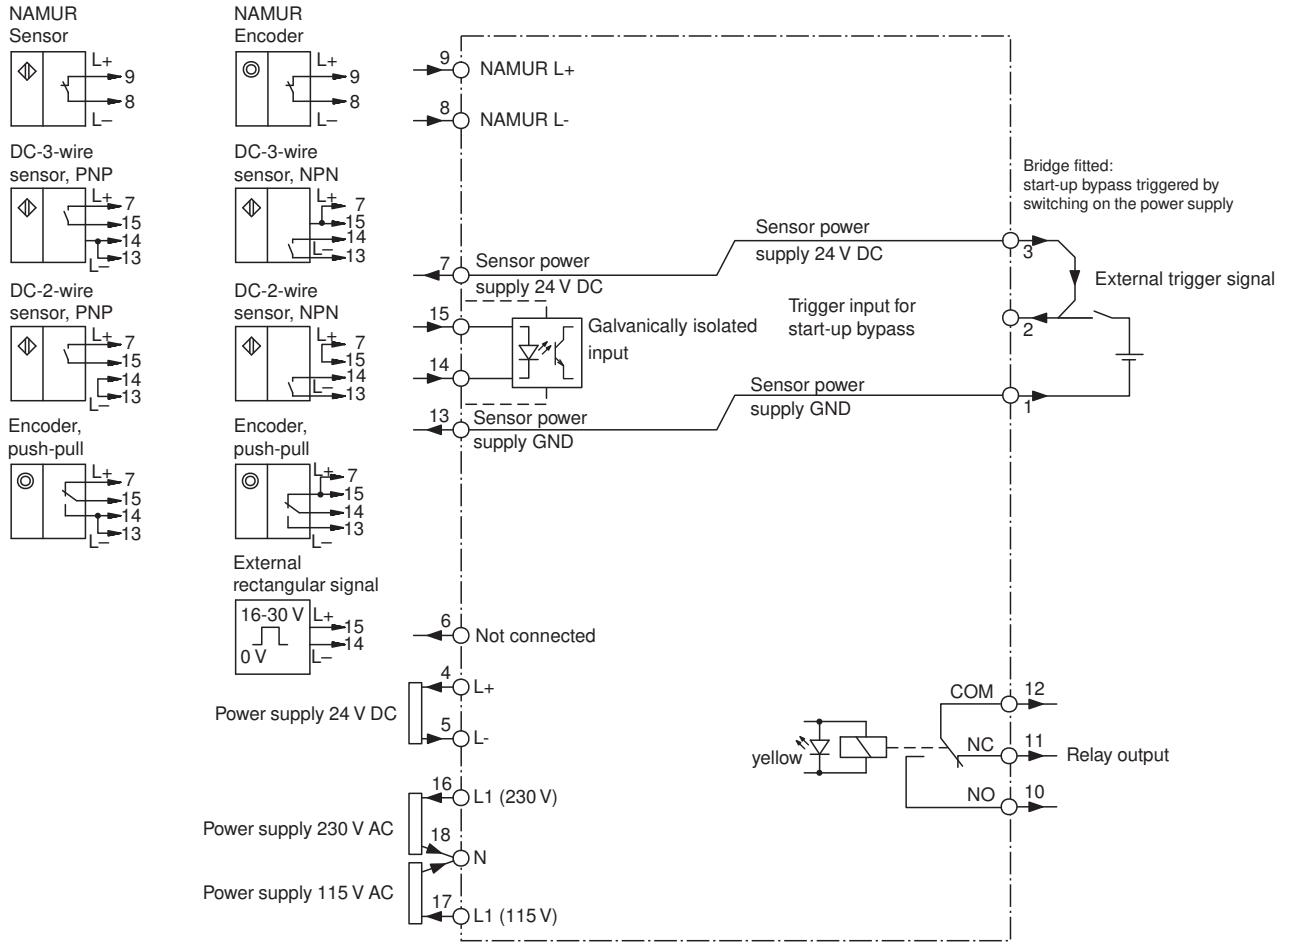 NAMUR
Sensor
L+
9
8
L–
NAMUR
Encoder
L+
9
8
L–
DC-3-wire
sensor, PNP
L+
7
15
14
13
L–
DC-3-wire
sensor, NPN
L+
7
15
14
L–
13
DC-2-wire
sensor, PNP
L+
7
15
14
13
L–
DC-2-wire
sensor, NPN
L+
7
15
14
L–
13
Encoder,
push-pull
L+
7
15
14
13
L–
Encoder,
push-pull
L+
7
15
14
13
L–
External
rectangular signal
16-30 V
0 V
L+
15
14
L–
9
NAMUR L+
8
NAMUR L-
7
Sensor power
supply 24 V DC
15
14
Galvanically isolated
input
13
Sensor power
supply GND
6
Not connected
4
L+
Power supply 24 V DC
5
L-
16
L1 (230 V)
Power supply 230 V AC
18
N
Power supply 115 V AC
17
L1 (115 V)
Sensor power
supply 24 V DC
Trigger input for
start-up bypass
Sensor power
supply GND
Bridge fitted:
start-up bypass triggered by
switching on the power supply
3
External trigger signal
2
1
yellow
COM
12
NC
11
Relay output
NO
10